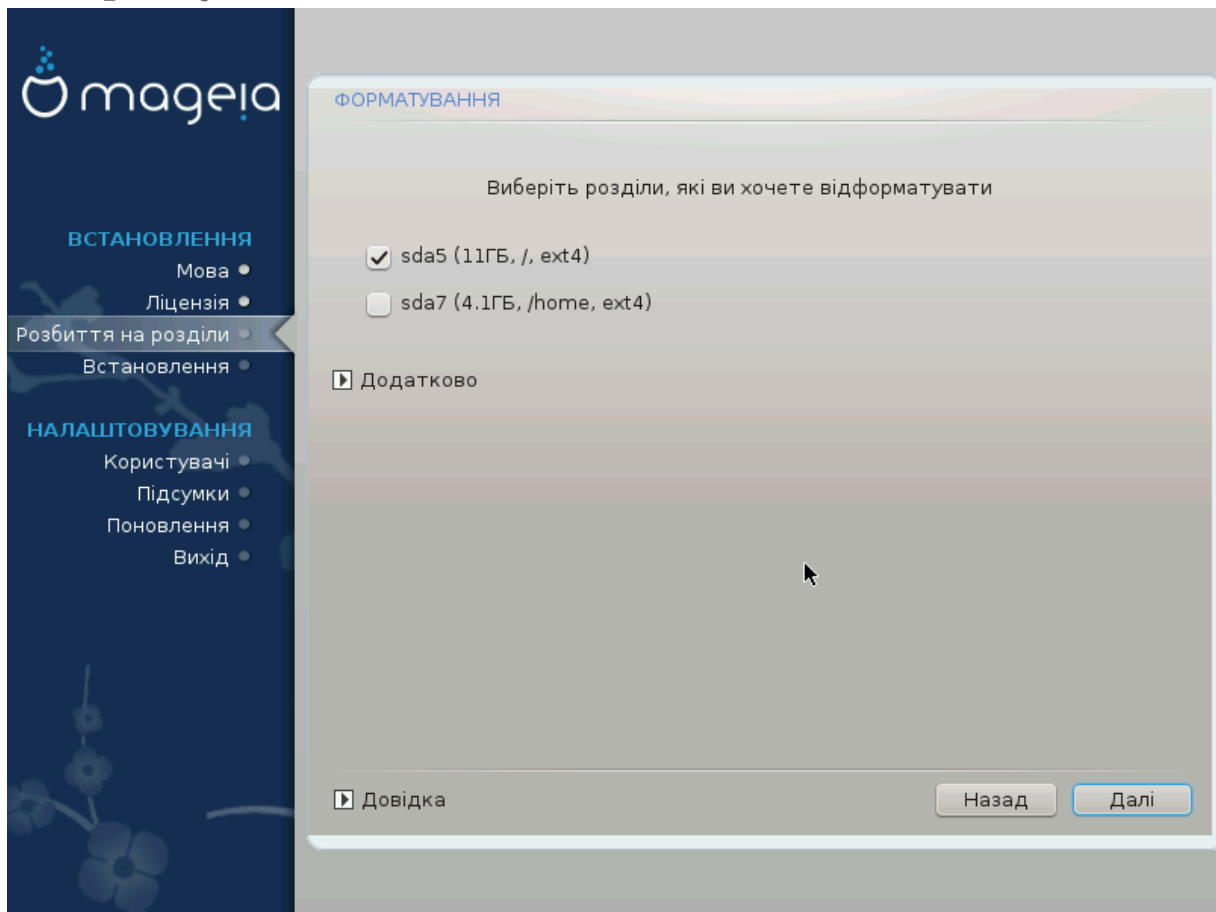 mageia
ВСТАНОВЛЕННЯ
Мова
Ліцензія
Розбиття на розділи
Встановлення
НАЛАШТОВУВАННЯ
Користувачі
Підсумки
Поновлення
Вихід
ФОРМАТУВАННЯ
Виберіть розділи, які ви хочете відформатувати
sda5 (11ГБ, /, ext4)
sda7 (4.1ГБ, /home, ext4)
Додатково
Довідка
Назад
Далі